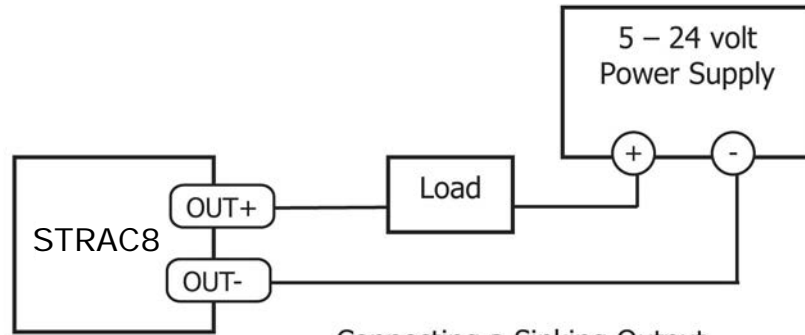 5 – 24 volt
Power Supply
+ -
Load
OUT+
STRAC8
OUT-
Connecting a Sinking Output